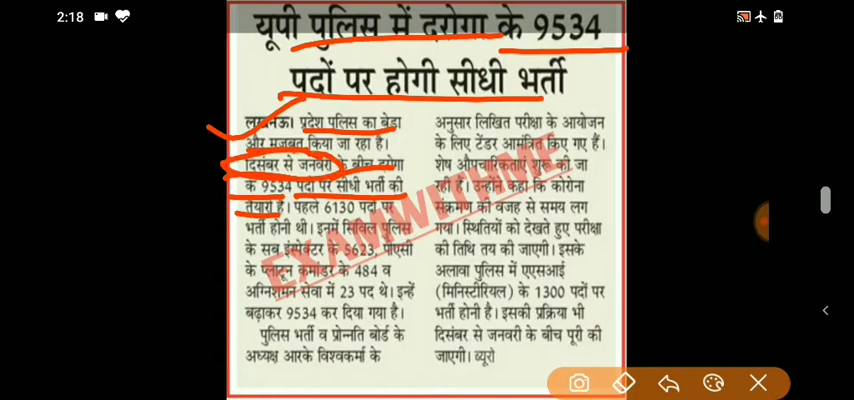 2:18
यूपी पुलिस में दरोगा के 9534
पदों पर होगी सीधी भर्ती
लखनऊ। प्रदेश पुलिस का बेड़ा
और मजबूत किया जा रहा है।
दिसंबर से जनवरी के बीच दरोगा
के 9534 पदों पर सीधी भर्ती की
तैयारी है। पहले 6130 पदों पर
भर्ती होनी थी। इनमें सिविल पुलिस
के सब इंस्पेक्टर के 5623, पीएसी
के प्लाटून कमांडर के 484 व
अग्निशमन सेवा में 23 पद थे। इन्हें
बढ़ाकर 9534 कर दिया गया है।
पुलिस भर्ती व प्रोन्नति बोर्ड के
अध्यक्ष आरके विश्वकर्मा के
अनुसार लिखित परीक्षा के आयोजन
के लिए टेंडर आमंत्रित किए गए हैं।
शेष औपचारिकताएं शुरू की जा
रही हैं। उन्होंने कहा कि कोरोना
संक्रमण की वजह से समय लग
गया। स्थितियों को देखते हुए परीक्षा
की तिथि तय की जाएगी। इसके
अलावा पुलिस में एएसआई
(मिनिस्टीरियल) के 1300 पदों पर
भर्ती होनी है। इसकी प्रक्रिया भी
दिसंबर से जनवरी के बीच पूरी की
जाएगी। ब्यूरो
EXAMWITHME